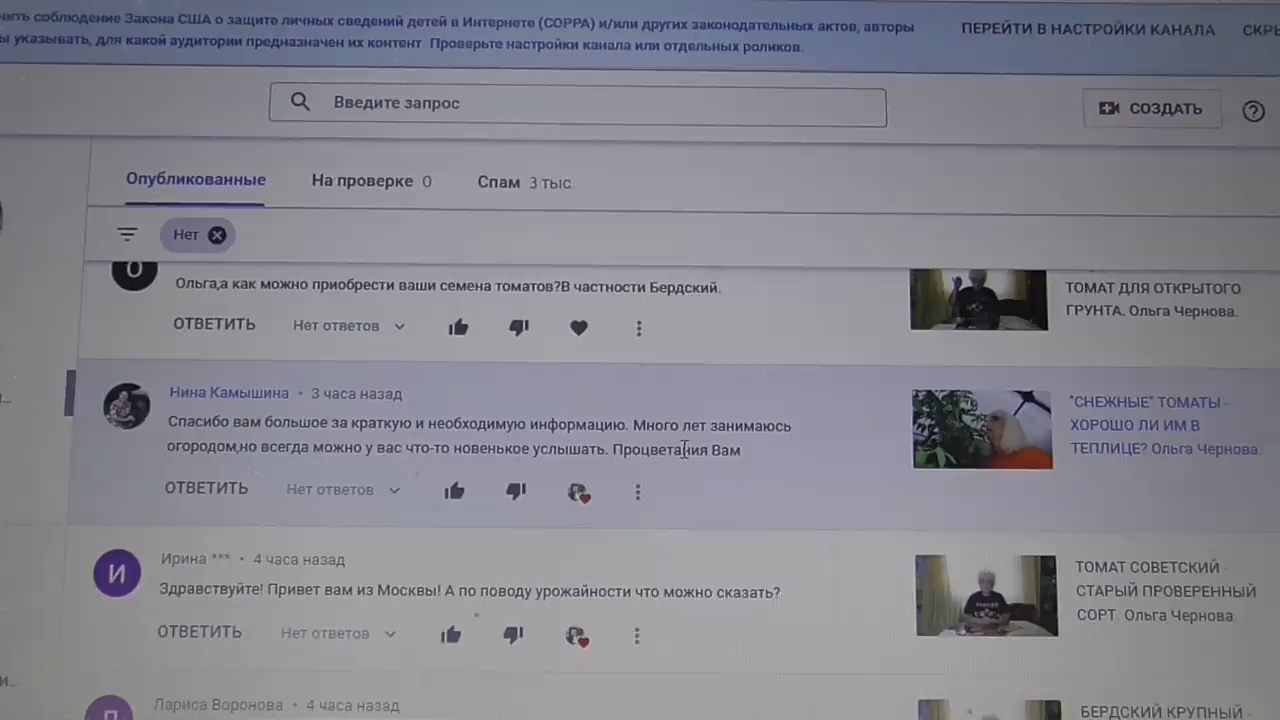 чить соблюдение Закона США о защите личных сведений детей в Интернете (COPPA) и/или других законодательных актов, авторы
ы указывать, для какой аудитории предназначен их контент. Проверьте настройки канала или отдельных роликов.
ПЕРЕЙТИ В НАСТРОЙКИ КАНАЛА
СКРЫ
Введите запрос
СОЗДАТЬ
Опубликованные
На проверке 0
Спам 3 тыс.
Нет
О
Ольга,а как можно приобрести ваши семена томатов?В частности Бердский.
ТОМАТ ДЛЯ ОТКРЫТОГО
ГРУНТА. Ольга Чернова.
ОТВЕТИТЬ Нет ответов
Нина Камышина • 3 часа назад
Спасибо вам большое за краткую и необходимую информацию. Много лет занимаюсь
огородом,но всегда можно у вас что-то новенькое услышать. Процветания Вам
"СНЕЖНЫЕ" ТОМАТЫ -
ХОРОШО ЛИ ИМ В
ТЕПЛИЦЕ? Ольга Чернова.
ОТВЕТИТЬ Нет ответов
И
Ирина *** • 4 часа назад
Здравствуйте! Привет вам из Москвы! А по поводу урожайности что можно сказать?
ТОМАТ СОВЕТСКИЙ -
СТАРЫЙ ПРОВЕРЕННЫЙ
СОРТ. Ольга Чернова.
ОТВЕТИТЬ Нет ответов
и...
Л
Лариса Воронова • 4 часа назад
БЕРДСКИЙ КРУПНЫЙ -